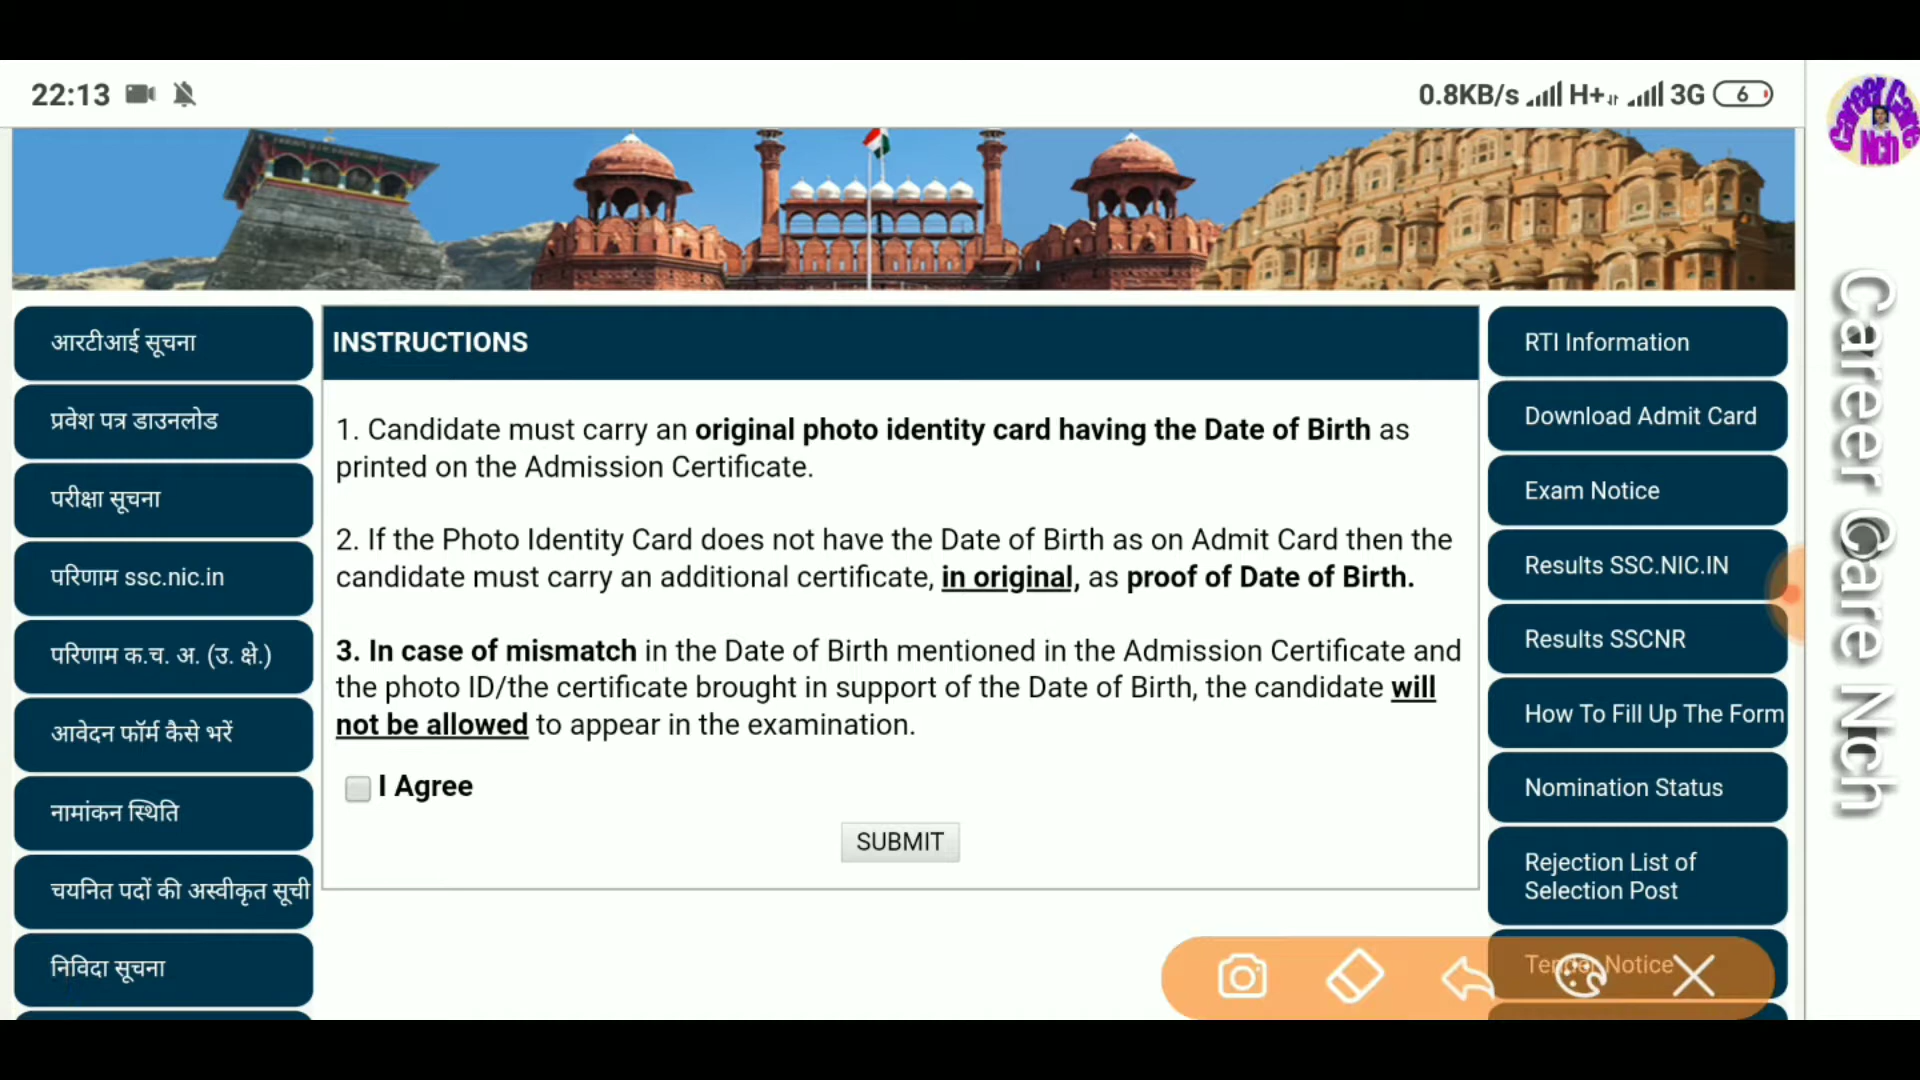 22:13
0.8KB/s H+ 3G 6
Career Care
Nch
आरटीआई सूचना
प्रवेश पत्र डाउनलोड
परीक्षा सूचना
परिणाम ssc.nic.in
परिणाम क.च. अ. (उ. क्षे.)
आवेदन फॉर्म कैसे भरें
नामांकन स्थिति
चयनित पदों की अस्वीकृत सूची
निविदा सूचना
INSTRUCTIONS
1. Candidate must carry an original photo identity card having the Date of Birth as
printed on the Admission Certificate.
2. If the Photo Identity Card does not have the Date of Birth as on Admit Card then the
candidate must carry an additional certificate, in original, as proof of Date of Birth.
3. In case of mismatch in the Date of Birth mentioned in the Admission Certificate and
the photo ID/the certificate brought in support of the Date of Birth, the candidate will
not be allowed to appear in the examination.
I Agree
SUBMIT
RTI Information
Download Admit Card
Exam Notice
Results SSC.NIC.IN
Results SSCNR
How To Fill Up The Form
Nomination Status
Rejection List of
Selection Post
Tender Notice
Career Care Nch